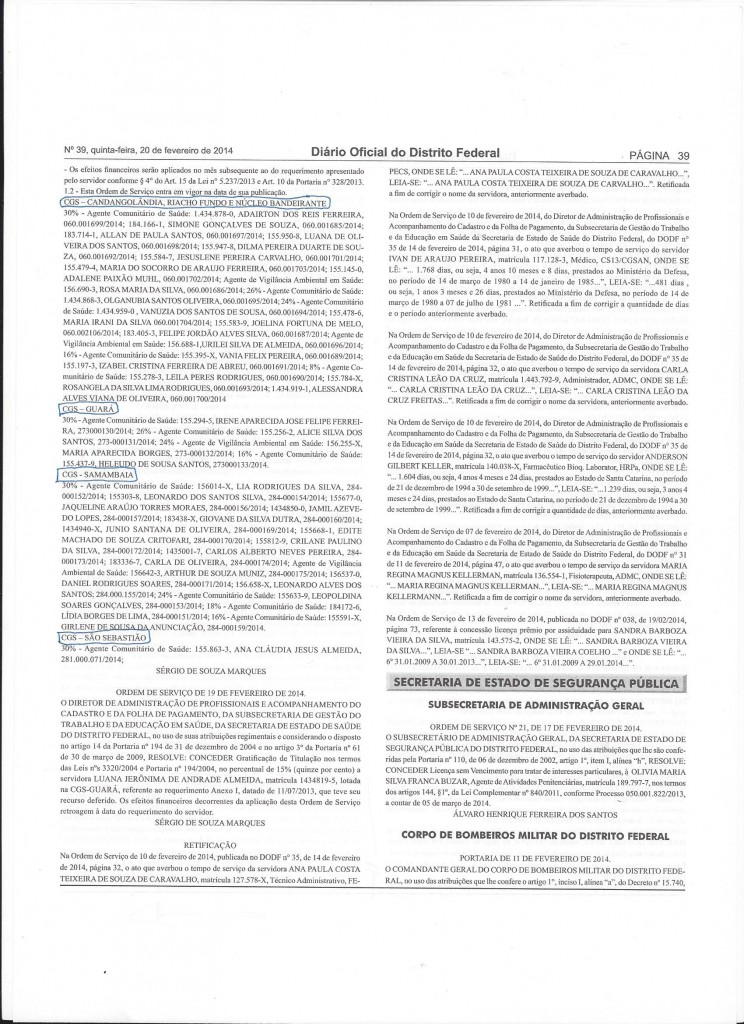 Nº 39, quinta-feira, 20 de fevereiro de 2014
Diário Oficial do Distrito Federal
PÁGINA 39
- Os efeitos financeiros serão aplicados no mês subsequente ao do requerimento apresentado
pelo servidor conforme § 4º do Art. 15 da Lei nº 5.237/2013 e Art. 10 da Portaria nº 328/2013.
1.2 - Esta Ordem de Serviço entra em vigor na data de sua publicação.
CGS – CANDANGOLÂNDIA, RIACHO FUNDO E NÚCLEO BANDEIRANTE
30% - Agente Comunitário de Saúde: 1.434.878-0, ADAIRTON DOS REIS FERREIRA,
060.001699/2014; 184.166-1, SIMONE GONÇALVES DE SOUZA, 060.001685/2014;
183.714-1, ALLAN DE PAULA SANTOS, 060.001697/2014; 155.950-8, LUANA DE OLI-
VEIRA DOS SANTOS, 060.001698/2014; 155.947-8, DILMA PEREIRA DUARTE DE SOU-
ZA, 060.001692/2014; 155.584-7, JESUSLENE PEREIRA CARVALHO, 060.001701/2014;
155.479-4, MARIA DO SOCORRO DE ARAUJO FERREIRA, 060.001703/2014; 155.145-0,
ADALENE PAIXÃO MUHL, 060.001702/2014; Agente de Vigilância Ambiental em Saúde:
156.690-3, ROSA MARIA DA SILVA, 060.001686/2014; 26% - Agente Comunitário de Saúde:
1.434.868-3, OLGANUBIA SANTOS OLIVEIRA, 060.001695/2014; 24% - Agente Comunitário
de Saúde: 1.434.959-0 , VANUZIA DOS SANTOS DE SOUSA, 060.001694/2014, 155.478-6,
MARIA IRANI DA SILVA 060.001704/2014; 155.583-9, JOELINA FORTUNA DE MELO,
060.002106/2014; 183.405-3, FELIPE JORDÃO ALVES SILVA, 060.001687/2014; Agente de
Vigilância Ambiental em Saúde: 156.688-1,URILEI SILVA DE ALMEIDA, 060.001696/2014;
16% - Agente Comunitário de Saúde: 155.395-X, VANIA FELIX PEREIRA, 060.001689/2014;
155.197-3, IZABEL CRISTINA FERREIRA DE ABREU, 060.001691/2014; 8% - Agente Co-
munitário de Saúde: 155.278-3, LEILA PERES RODRIGUES, 060.001690/2014; 155.784-X,
ROSANGELA DA SILVA LIMA RODRIGUES, 060.001693/2014; 1.434.919-1, ALESSANDRA
ALVES VIANA DE OLIVEIRA, 060.001700/2014
CGS – GUARÁ
30% - Agente Comunitário de Saúde: 155.294-5, IRENE APARECIDA JOSE FELIPE FERREI-
RA, 273000130/2014; 26% - Agente Comunitário de Saúde: 155.256-2, ALICE SILVA DOS
SANTOS, 273-000131/2014; 24% - Agente de Vigilância Ambiental em Saúde: 156.255-X,
MARIA APARECIDA BORGES, 273-000132/2014; 16% - Agente Comunitário de Saúde:
155.437-9, HELEUDO DE SOUSA SANTOS, 273000133/2014.
CGS - SAMAMBAIA
30% - Agentes Comunitário de Saúde: 156014-X, LIA RODRIGUES DA SILVA, 284-
000152/2014; 155303-8, LEONARDO DOS SANTOS SILVA, 284-000154/2014; 155677-0,
JAQUELINE ARAÚJO TORRES MORAES, 284-000156/2014; 1434850-0, JAMIL AZEVE-
DO LOPES, 284-000157/2014; 183438-X, GIOVANE DA SILVA DUTRA, 284-000160/2014;
1434940-X, JUNIO SANTANA DE OLIVEIRA, 284-000169/2014; 155668-1, EDITE
MACHADO DE SOUZA CRITOFARI, 284-000170/2014; 155812-9, CRILANE PAULINO
DA SILVA, 284-000172/2014; 1435001-7, CARLOS ALBERTO NEVES PEREIRA, 284-
000173/2014; 183336-7, CARLA DE OLIVEIRA, 284-000174/2014; Agente de Vigilância
Ambiental de Saúde: 156642-3, ARTHUR DE SOUZA MUNIZ, 284-000175/2014; 156537-0,
DANIEL RODRIGUES SOARES, 284-000171/2014; 156.658-X, LEONARDO ALVES DOS
SANTOS; 284.000.155/2014; 24% - Agentes Comunitário: 155633-9, LEOPOLDINA
SOARES GONÇALVES, 284-000153/2014; 18% - Agente Comunitário de Saúde: 184172-6,
LÍDIA BORGES DE LIMA, 284-000151/2014; 16% - Agente Comunitário de Saúde: 155591-X,
GIRLENE DE SOUSA DA ANUNCIAÇÃO, 284-000159/2014.
CGS – SÃO SEBASTIÃO
30% - Agente Comunitário de Saúde: 155.863-3, ANA CLÁUDIA JESUS ALMEIDA,
281.000.071/2014;
SÉRGIO DE SOUZA MARQUES
ORDEM DE SERVIÇO DE 19 DE FEVEREIRO DE 2014.
O DIRETOR DE ADMINISTRAÇÃO DE PROFISSIONAIS E ACOMPANHAMENTO DO
CADASTRO E DA FOLHA DE PAGAMENTO, DA SUBSECRETARIA DE GESTÃO DO
TRABALHO E DA EDUCAÇÃO EM SAÚDE, DA SECRETARIA DE ESTADO DE SAÚDE
DO DISTRITO FEDERAL, no uso de suas atribuições regimentais e considerando o disposto
no artigo 14 da Portaria nº 194 de 31 de dezembro de 2004 e artigo 3º da Portaria nº 61
de 30 de março de 2009, RESOLVE: CONCEDER Gratificação de Titulação nos termos
das Leis nºs 3320/2004 e Portaria nº 194/2004, no percentual de 15% (quinze por cento) a
servidora LUANA JERÔNIMA DE ANDRADE ALMEIDA, matrícula 1434819-5, lotada
na CGS-GUARÁ, referente ao requerimento Anexo I, datado de 11/07/2013, que teve seu
recurso deferido. Os efeitos financeiros decorrentes da aplicação desta Ordem de Serviço
retroagem à data do requerimento do servidor.
SÉRGIO DE SOUZA MARQUES
RETIFICAÇÃO
Na Ordem de Serviço de 10 de fevereiro de 2014, publicada no DODF nº 35, de 14 de fevereiro
de 2014, página 32, o ato que averbou o tempo de serviço da servidora ANA PAULA COSTA
TEIXEIRA DE SOUZA DE CARAVALHO, matrícula 127.578-X, Técnico Administrativo, FE-
PECS, ONDE SE LÊ: “... ANA PAULA COSTA TEIXEIRA DE SOUZA DE CARAVALHO...”,
LEIA-SE: “... ANA PAULA COSTA TEIXEIRA DE SOUZA DE CARVALHO...”. Retificada
a fim de corrigir o nome da servidora, anteriormente averbado.
Na Ordem de Serviço de 10 de fevereiro de 2014, do Diretor de Administração de Profissionais e
Acompanhamento do Cadastro e da Folha de Pagamento, da Subsecretaria de Gestão do Trabalho
e da Educação em Saúde da Secretaria de Estado de Saúde do Distrito Federal, do DODF nº
35 de 14 de fevereiro de 2014, página 31, o ato que averbou o tempo de serviço do servidor
IVAN DE ARAUJO PEREIRA, matrícula 117.128-3, Médico, CS13/CGSAN, ONDE SE
LÊ: “... 1.768 dias, ou seja, 4 anos 10 meses e 8 dias, prestados ao Ministério da Defesa,
no período de 14 de março de 1980 a 14 de janeiro de 1985...”, LEIA-SE: “...481 dias ,
ou seja, 1 anos 3 meses e 26 dias, prestados ao Ministério da Defesa, no período de 14 de
março de 1980 a 07 de julho de 1981 ...”. Retificada a fim de corrigir a quantidade de dias
e o período anteriormente averbado.
Na Ordem de Serviço de 10 de fevereiro de 2014, do Diretor de Administração de Profissionais e
Acompanhamento do Cadastro e da Folha de Pagamento, da Subsecretaria de Gestão do Trabalho
e da Educação em Saúde da Secretaria de Estado de Saúde do Distrito Federal, do DODF nº 35 de
14 de fevereiro de 2014, página 32, o ato que averbou o tempo de serviço da servidora CARLA
CRISTINA LEÃO DA CRUZ, matrícula 1.443.792-9, Administrador, ADMC, ONDE SE LÊ:
“... CARLA CRISTINA LEÃO DA CRUZ...”, LEIA-SE: “... CARLA CRISTINA LEÃO DA
CRUZ FREITAS...”. Retificada a fim de corrigir o nome da servidora, anteriormente averbado.
Na Ordem de Serviço de 10 de fevereiro de 2014, do Diretor de Administração de Profissionais e
Acompanhamento do Cadastro e da Folha de Pagamento, da Subsecretaria de Gestão do Trabalho
e da Educação em Saúde da Secretaria de Estado de Saúde do Distrito Federal, do DODF nº 35 de
14 de fevereiro de 2014, página 32, o ato que averbou o tempo de serviço do servidor ANDERSON
GILBERT KELLER, matrícula 140.038-X, Farmacêutico Bioq. Laborator, HRPa, ONDE SE LÊ:
“... 1.604 dias, ou seja, 4 anos 4 meses e 24 dias, prestados ao Estado de Santa Catarina, no período
de 21 de dezembro de 1994 a 30 de setembro de 1999...”, LEIA-SE: “...1.239 dias, ou seja, 3 anos 4
meses e 24 dias, prestados ao Estado de Santa Catarina, no período de 21 de dezembro de 1994 a 30
de setembro de 1999...”. Retificada a fim de corrigir a quantidade de dias, anteriormente averbado.
Na Ordem de Serviço de 07 de fevereiro de 2014, do Diretor de Administração de Profissionais e
Acompanhamento do Cadastro e da Folha de Pagamento, da Subsecretaria de Gestão do Trabalho
e da Educação em Saúde da Secretaria de Estado de Saúde do Distrito Federal, do DODF nº 31
de 11 de fevereiro de 2014, página 47, o ato que averbou o tempo de serviço da servidora MARIA
REGINA MAGNUS KELLERMAN, matrícula 136.554-1, Fisioterapeuta, ADMC, ONDE SE
LÊ: “... MARIA REGINA MAGNUS KELLERMAN...”, LEIA-SE: “... MARIA REGINA MAGNUS
KELLERMANN...”. Retificada a fim de corrigir o nome da servidora, anteriormente averbado.
Na Ordem de Serviço de 13 de fevereiro de 2014, publicada no DODF nº 038, de 19/02/2014,
página 73, referente à concessão licença prêmio por assiduidade para SANDRA BARBOZA
VIEIRA DA SILVA, matrícula 143.575-2, ONDE SE LÊ: “... SANDRA BARBOZA VIEIRA
DA SILVA...”, LEIA-SE “... SANDRA BARBOZA VIEIRA COELHO ...” e ONDE SE LÊ “...
6º 31.01.2009 A 30.01.2013...”, LEIA-SE: “... 6º 31.01.2009 A 29.01.2014...”.
SECRETARIA DE ESTADO DE SEGURANÇA PÚBLICA
SUBSECRETARIA DE ADMINISTRAÇÃO GERAL
ORDEM DE SERVIÇO Nº 21, DE 17 DE FEVEREIRO DE 2014.
O SUBSECRETÁRIO DE ADMINISTRAÇÃO GERAL, DA SECRETARIA DE ESTADO DE
SEGURANÇA PÚBLICA DO DISTRITO FEDERAL, no uso das atribuições que lhe são confe-
ridas pela Portaria nº 110, de 06 de dezembro de 2002, artigo 1º, item I, alínea “h”, RESOLVE:
CONCEDER Licença sem Vencimento para tratar de interesses particulares, à OLIVIA MARIA
SILVA FRANCA BUZAR, Agente de Atividades Penitenciárias, matrícula 189.797-7, nos termos
dos artigos 144, §1º, da Lei Complementar nº 840/2011, conforme Processo 050.001.822/2013,
a contar de 05 de março de 2014.
ÁLVARO HENRIQUE FERREIRA DOS SANTOS
CORPO DE BOMBEIROS MILITAR DO DISTRITO FEDERAL
PORTARIA DE 11 DE FEVEREIRO DE 2014.
O COMANDANTE GERAL DO CORPO DE BOMBEIROS MILITAR DO DISTRITO FEDE-
RAL, no uso das atribuições que lhe confere o artigo 1º, inciso I, alínea “a”, do Decreto nº 15.740,